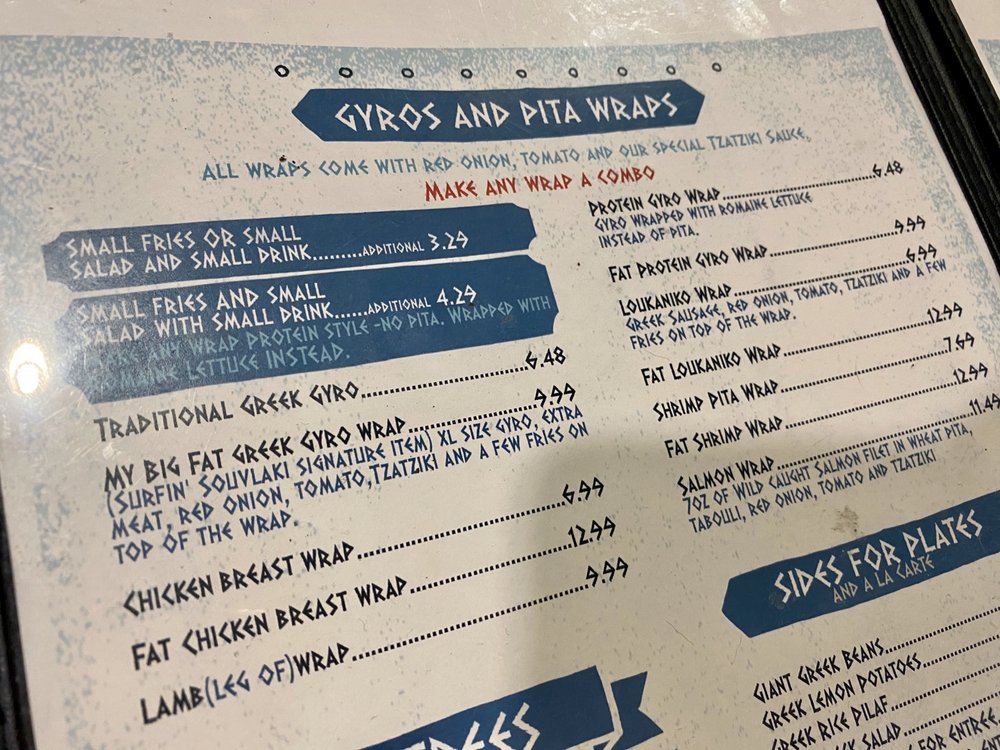 GYROS AND PITA WRAPS
ALL WRAPS COME WITH RED ONION, TOMATO AND OUR SPECIAL TZATZIKI SAUCE.
MAKE ANY WRAP A COMBO
SMALL FRIES OR SMALL
SALAD AND SMALL DRINK.........ADDITIONAL 3.29
SMALL FRIES AND SMALL
SALAD WITH SMALL DRINK......ADDITIONAL 4.29
ANY WRAP PROTEIN STYLE -NO PITA. WRAPPED WITH
LETTUCE INSTEAD.
TRADITIONAL GREEK GYRO..............................6.48
MY BIG FAT GREEK GYRO WRAP.......................9.99
(SURFIN' SOUVLAKI SIGNATURE ITEM) XL SIZE GYRO, EXTRA
MEAT, RED ONION, TOMATO,TZATZIKI AND A FEW FRIES ON
TOP OF THE WRAP.
CHICKEN BREAST WRAP....................................6.99
FAT CHICKEN BREAST WRAP............................12.99
LAMB(LEG OF)WRAP..........................................9.99
PROTEIN GYRO WRAP..............................6.48
GYRO WRAPPED WITH ROMAINE LETTUCE
INSTEAD OF PITA.
FAT PROTEIN GYRO WRAP.........................9.99
LOUKANIKO WRAP..................................6.99
GREEK SAUSAGE, RED ONION, TOMATO, TZATZIKI AND A FEW
FRIES ON TOP OF THE WRAP.
FAT LOUKANIKO WRAP..............................12.99
SHRIMP PITA WRAP...................................7.69
FAT SHRIMP WRAP....................................12.99
SALMON WRAP..........................................11.49
7OZ OF WILD CAUGHT SALMON FILET IN WHEAT PITA,
TABOULI, RED ONION, TOMATO AND TZATZIKI
SIDES FOR PLATES
AND A LA CARTE
GIANT GREEK BEANS
GREEK LEMON POTATOES
GREEK RICE PILAF
SALAD
FOR ENTREE